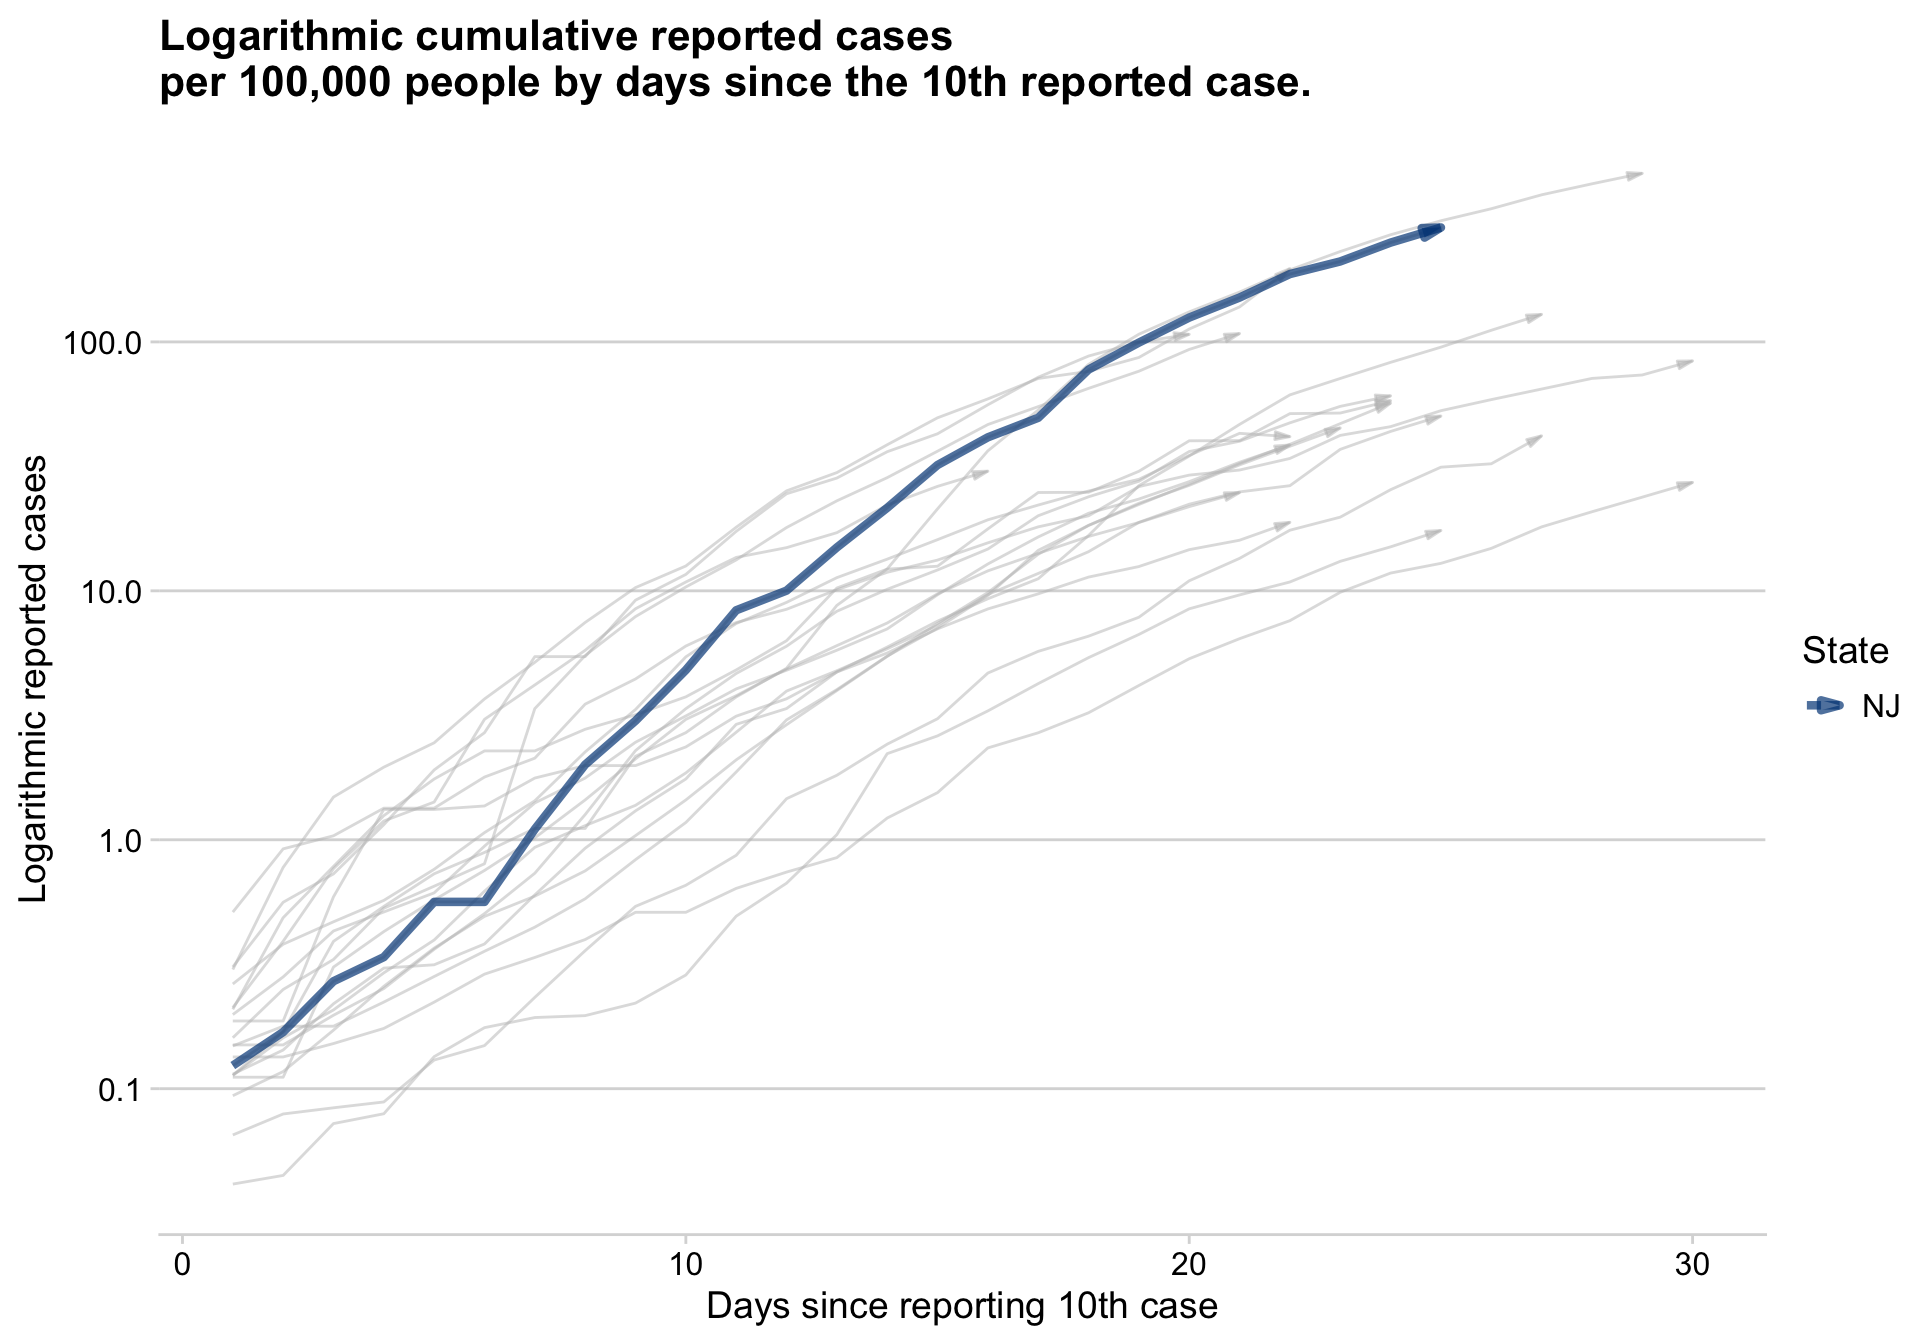 Logarithmic cumulative reported cases
per 100,000 people by days since the 10th reported case.
Logarithmic reported cases
100.0
10.0
1.0
0.1
0
10
20
30
Days since reporting 10th case
State
NJ